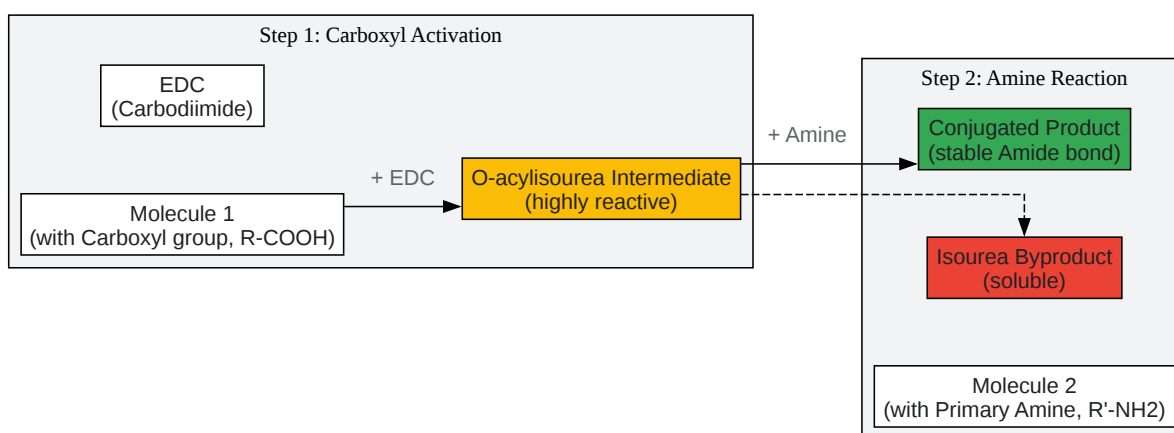 Step 1: Carboxyl Activation
EDC
(Carbodiimide)
Molecule 1
(with Carboxyl group, R-COOH)
+ EDC
O-acylisourea Intermediate
(highly reactive)
+ Amine
Step 2: Amine Reaction
Conjugated Product
(stable Amide bond)
Isourea Byproduct
(soluble)
Molecule 2
(with Primary Amine, R'-NH2)